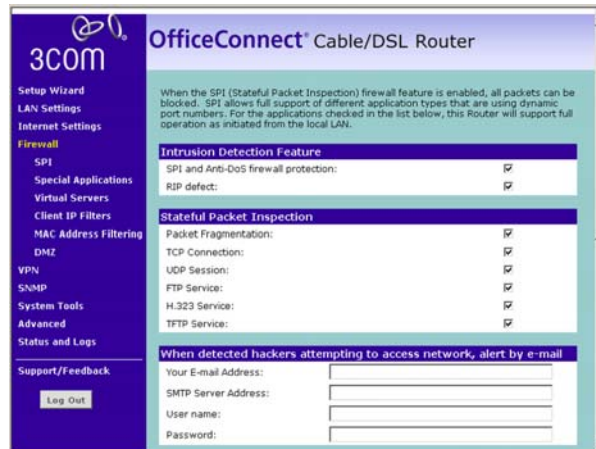 3COM
OfficeConnect® Cable/DSL Router
Setup Wizard
LAN Settings
Internet Settings
Firewall
SPI
Special Applications
Virtual Servers
Client IP Filters
MAC Address Filtering
DMZ
VPN
SNMP
System Tools
Advanced
Status and Logs
Support/Feedback
Log Out
When the SPI (Stateful Packet Inspection) firewall feature is enabled, all packets can be
blocked. SPI allows full support of different application types that are using dynamic
port numbers. For the applications checked in the list below, this Router will support full
operation as initiated from the local LAN.
Intrusion Detection Feature
SPI and Anti-DoS firewall protection:
RIP defect:
Stateful Packet Inspection
Packet Fragmentation:
TCP Connection:
UDP Session:
FTP Service:
H.323 Service:
TFTP Service:
When detected hackers attempting to access network, alert by e-mail
Your E-mail Address:
SMTP Server Address:
User name:
Password: